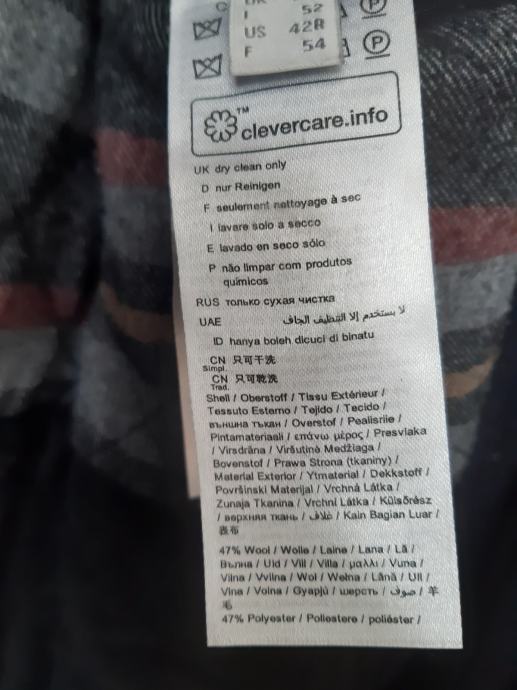 I 52
US 42R
F 54
P
P
clevercare.info
TM
UK dry clean only
D nur Reinigen
F seulement nettoyage à sec
I lavare solo a secco
E lavado en seco sólo
P não limpar com produtos
químicos
RUS только сухая чистка
UAE لا يستخدم إلا التنظيف الجاف
ID hanya boleh dicuci di binatu
CN 只可干洗
Simpl.
CN 只可乾洗
Trad.
Shell / Oberstoff / Tissu Extérieur /
Tessuto Esterno / Tejido / Tecido /
външна тъкан / Overstof / Pealisriie /
Pintamateriaali / επάνω μέρος / Presvlaka
/ Virsdrāna / Viršutinė Medžiaga /
Bovenstof / Prawa Strona (tkaniny) /
Material Exterior / Ytmaterial / Dekkstoff /
Površinski Materijal / Vrchná Látka /
Zunaja Tkanina / Vrchní Látka / Külsőrész
/ верхняя ткань / غلاف / Kain Bagian Luar /
表布
47% Wool / Wolle / Laine / Lana / Lã /
Вълна / Uld / Vill / Villa / μαλλι / Vuna /
Vilna / Vvilna / Wol / Wełna / Lână / Ull /
Vlna / Volna / Gyapjú / шерсть / صوف / 羊
毛
47% Polyester / Poliestere / poliéster /